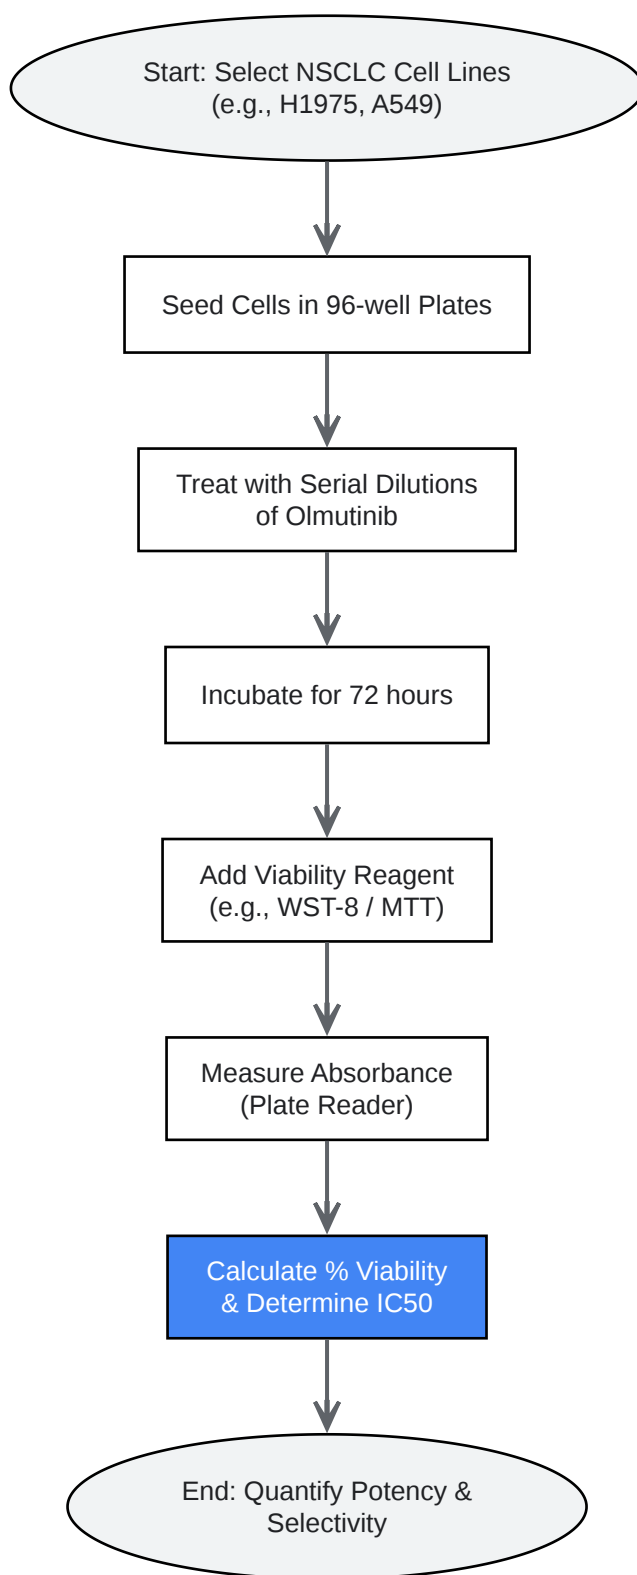 Start: Select NSCLC Cell Lines
(e.g., H1975, A549)
Seed Cells in 96-well Plates
Treat with Serial Dilutions
of Olmutinib
Incubate for 72 hours
Add Viability Reagent
(e.g., WST-8 / MTT)
Measure Absorbance
(Plate Reader)
Calculate % Viability
& Determine IC50
End: Quantify Potency &
Selectivity